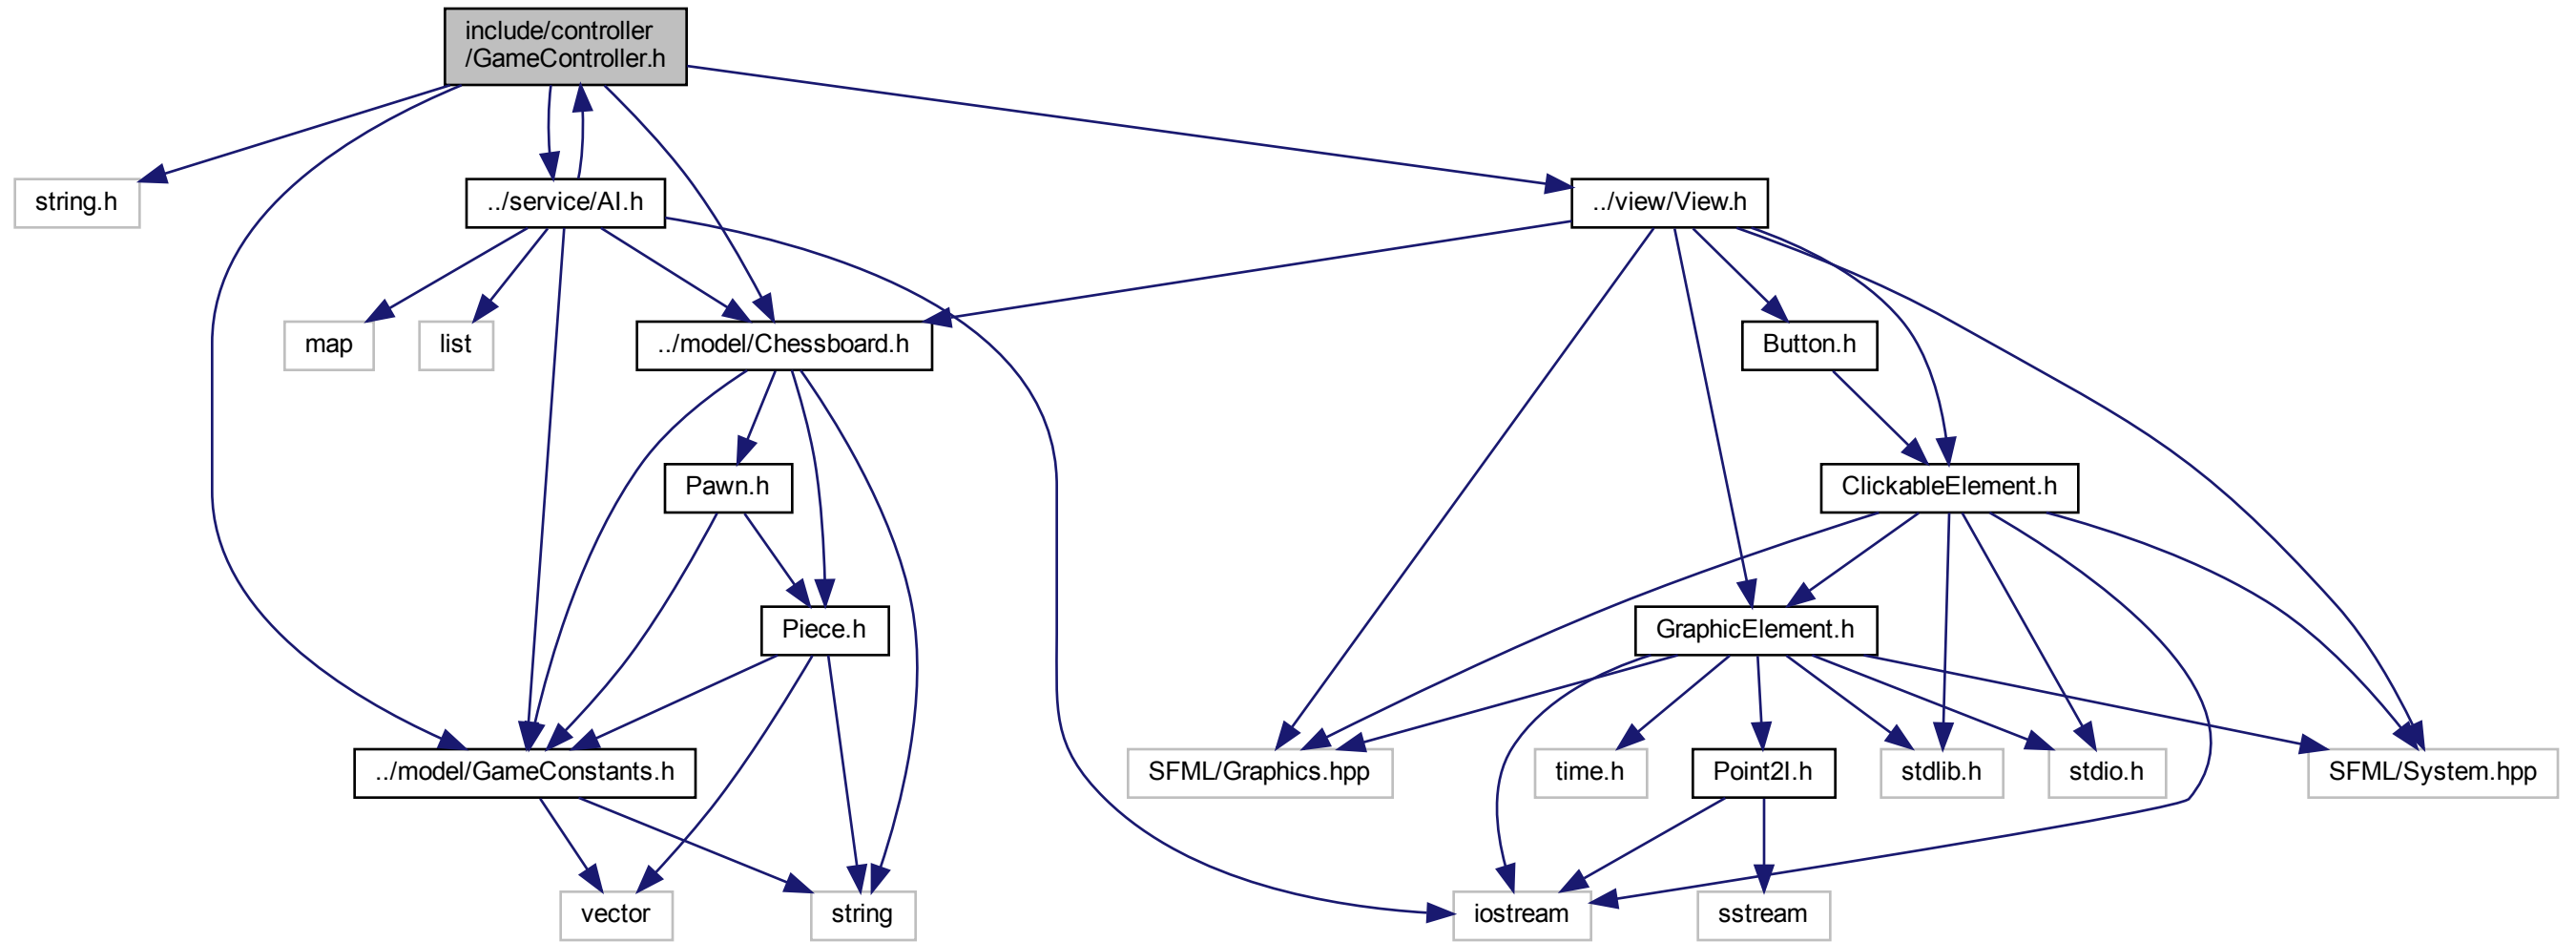 include/controller
/GameController.h
string.h
../service/AI.h
../view/View.h
map
list
../model/Chessboard.h
Button.h
Pawn.h
ClickableElement.h
Piece.h
GraphicElement.h
../model/GameConstants.h
SFML/Graphics.hpp
time.h
Point2I.h
stdlib.h
stdio.h
SFML/System.hpp
vector
string
iostream
sstream